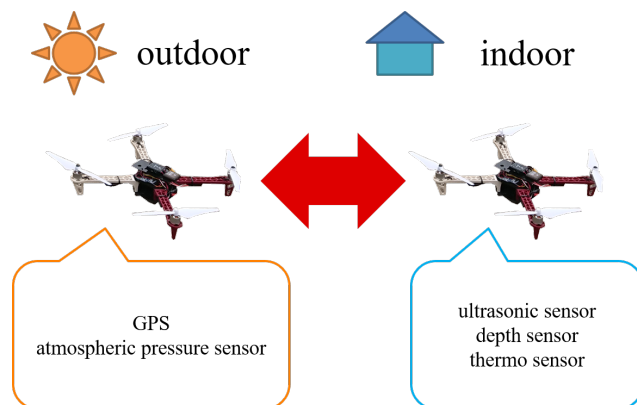 outdoor
indoor
GPS
atmospheric pressure sensor
ultrasonic sensor
depth sensor
thermo sensor